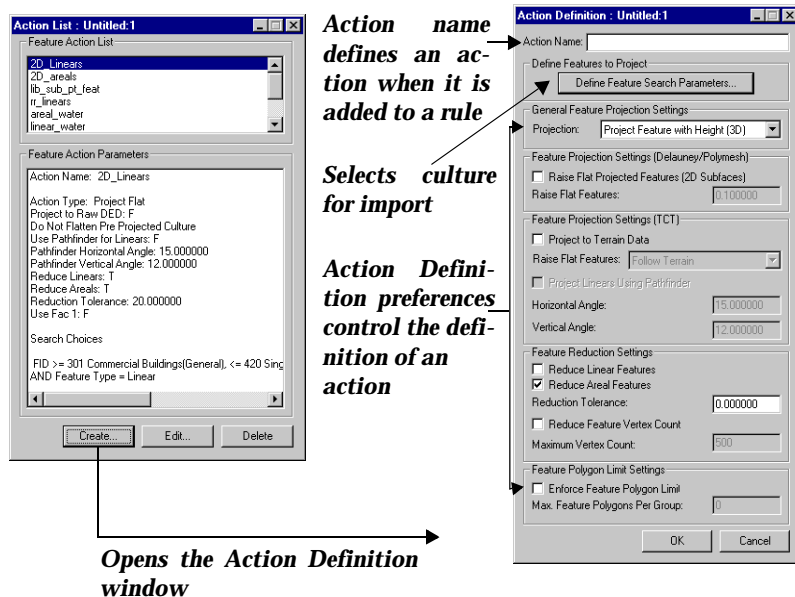 Action List : Untitled:1
Feature Action List
2D_Linears
2D_areals
lib_sub_pt_feat
rr_linears
areal_water
linear_water
Feature Action Parameters
Action Name: 2D_Linears
Action Type: Project Flat
Project to Raw DED: F
Do Not Flatten Pre Projected Culture
Use Pathfinder for Linears: F
Pathfinder Horizontal Angle: 15.000000
Pathfinder Vertical Angle: 12.000000
Reduce Linears: T
Reduce Areals: T
Reduction Tolerance: 20.000000
Use Fac 1: F
Search Choices
FID >= 301 Commercial Buildings(General), <= 420 Sing
AND Feature Type = Linear
Create...
Edit...
Delete
Opens the Action Definition
window
Action name
defines an ac-
tion when it is
added to a rule
Selects culture
for import
Action Defini-
tion preferences
control the defi-
nition of an
action
Action Definition : Untitled:1
Action Name:
Define Features to Project
Define Feature Search Parameters...
General Feature Projection Settings
Projection: Project Feature with Height (3D)
Feature Projection Settings (Delauney/Polymesh)
Raise Flat Projected Features (2D Surfaces)
Raise Flat Features: 0.100000
Feature Projection Settings (TCT)
Project to Terrain Data
Raise Flat Features: Follow Terrain
Project Linears Using Pathfinder
Horizontal Angle: 15.000000
Vertical Angle: 12.000000
Feature Reduction Settings
Reduce Linear Features
Reduce Areal Features
Reduction Tolerance: 0.000000
Reduce Feature Vertex Count
Maximum Vertex Count: 500
Feature Polygon Limit Settings
Enforce Feature Polygon Limit
Max. Feature Polygons Per Group: 0
OK
Cancel